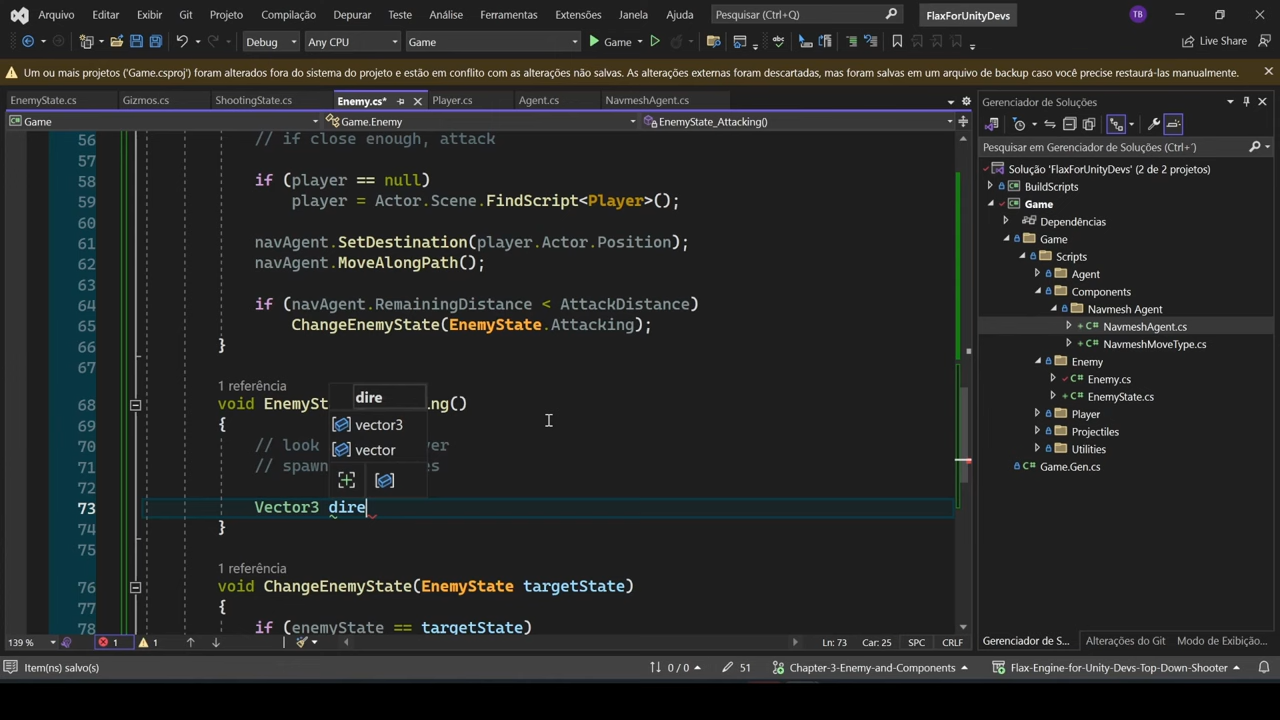 Arquivo Editar Exibir Git Projeto Compilação Depurar Teste Análise Ferramentas Extensões Janela Ajuda Pesquisar (Ctrl+Q) FlaxForUnityDevs TB
Debug Any CPU Game Game Live Share
Um ou mais projetos ('Game.csproj') foram alterados fora do sistema do projeto e estão em conflito com as alterações não salvas. As alterações externas foram descartadas, mas foram salvas em um arquivo de backup caso você precise restaurá-las manualmente.
EnemyState.cs Gizmos.cs ShootingState.cs Enemy.cs* Player.cs Agent.cs NavmeshAgent.cs
Game Game.Enemy EnemyState_Attacking()
56 // if close enough, attack
57
58 if (player == null)
59 player = Actor.Scene.FindScript<Player>();
60
61 navAgent.SetDestination(player.Actor.Position);
62 navAgent.MoveAlongPath();
63
64 if (navAgent.RemainingDistance < AttackDistance)
65 ChangeEnemyState(EnemyState.Attacking);
66 }
67
1 referência
68 void EnemySt ng()
69 {
70 // look ver
71 // spawn es
72
73 Vector3 dire
74 }
75
1 referência
76 void ChangeEnemyState(EnemyState targetState)
77 {
78 if (enemyState == targetState)
dire
vector3
vector
139 % 1 1 Ln: 73 Car: 25 SPC CRLF
Gerenciador de Soluções
Pesquisar em Gerenciador de Soluções (Ctrl+´)
Solução 'FlaxForUnityDevs' (2 de 2 projetos)
BuildScripts
Game
Dependências
Game
Scripts
Agent
Components
Navmesh Agent
NavmeshAgent.cs
NavmeshMoveType.cs
Enemy
Enemy.cs
EnemyState.cs
Player
Projectiles
Utilities
Game.Gen.cs
Gerenciador de S... Alterações do Git Modo de Exibição...
Item(ns) salvo(s) 0 / 0 51 Chapter-3-Enemy-and-Components Flax-Engine-for-Unity-Devs-Top-Down-Shooter